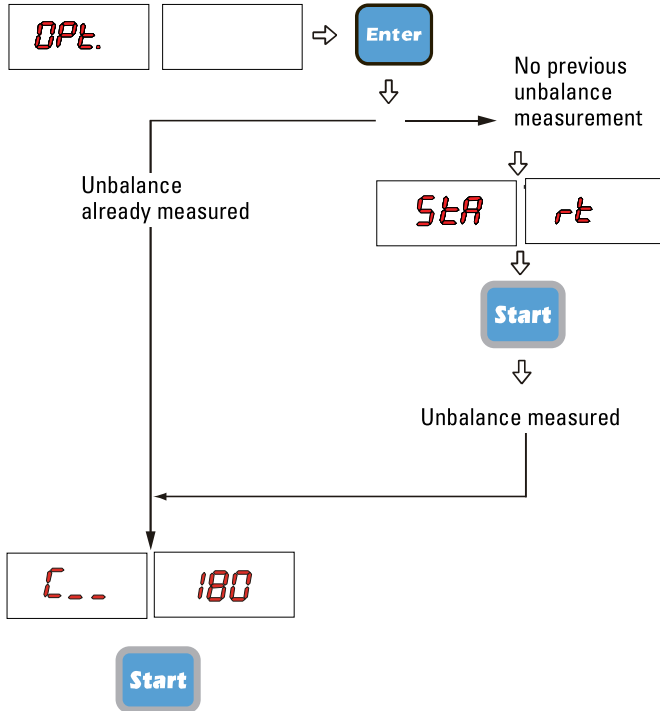 OPt.
Enter
No previous
unbalance
measurement
Unbalance
already measured
StA rt
Start
Unbalance measured
C_ _ 180
Start